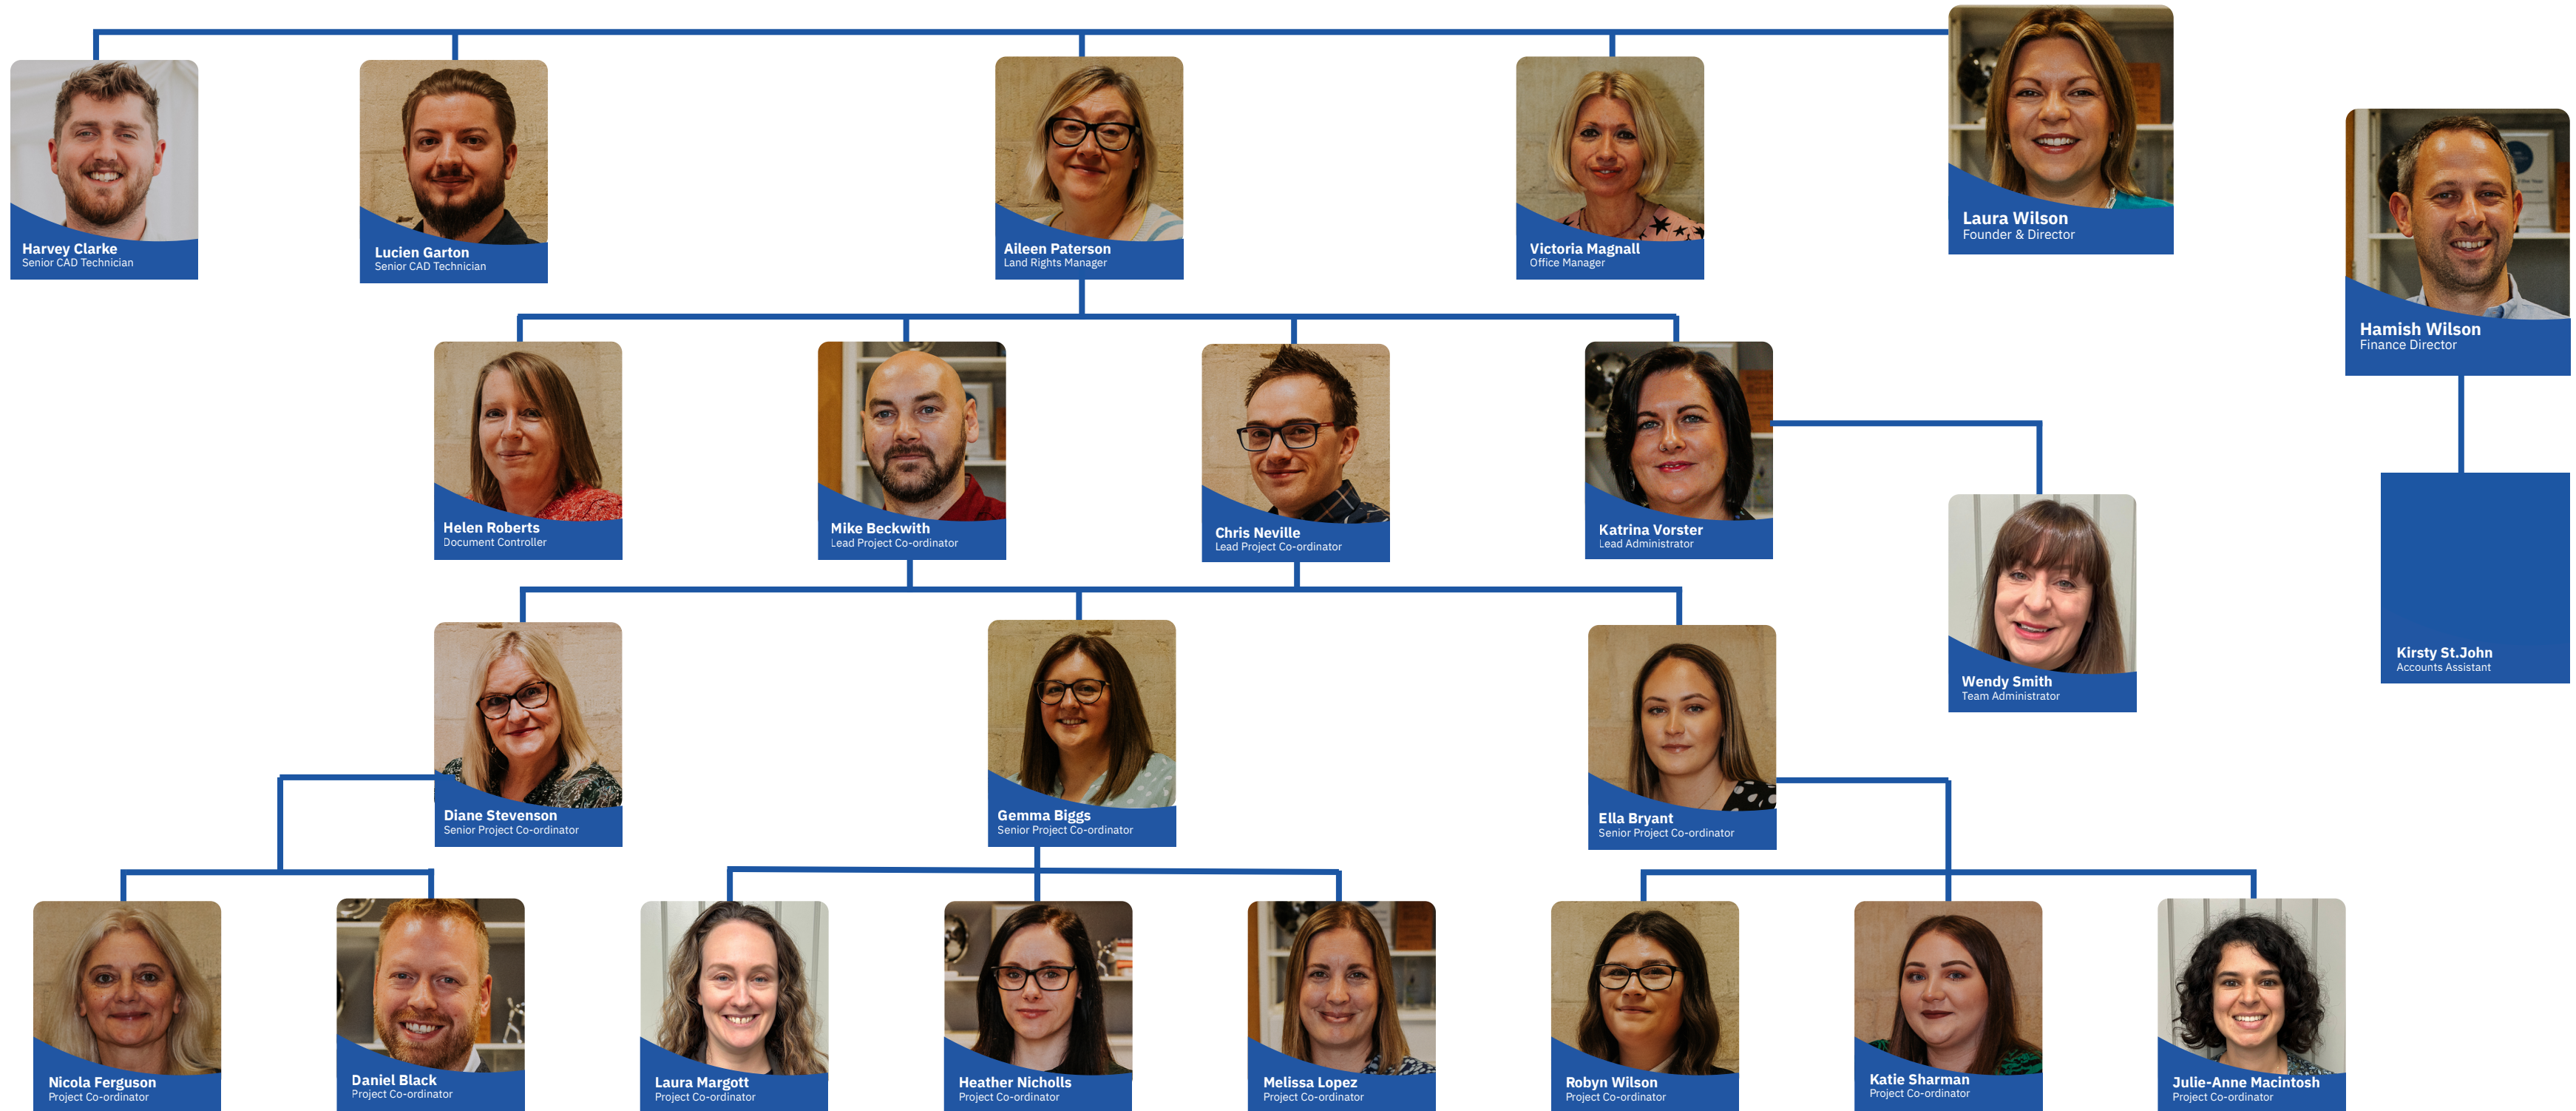 Harvey Clarke
Senior CAD Technician
Lucien Garton
Senior CAD Technician
Aileen Paterson
Land Rights Manager
Victoria Magnall
Office Manager
Laura Wilson
Founder & Director
Hamish Wilson
Finance Director
Helen Roberts
Document Controller
Mike Beckwith
Lead Project Co-ordinator
Chris Neville
Lead Project Co-ordinator
Katrina Vorster
Lead Administrator
Wendy Smith
Team Administrator
Kirsty St.John
Accounts Assistant
Diane Stevenson
Senior Project Co-ordinator
Gemma Biggs
Senior Project Co-ordinator
Ella Bryant
Senior Project Co-ordinator
Nicola Ferguson
Project Co-ordinator
Daniel Black
Project Co-ordinator
Laura Margott
Project Co-ordinator
Heather Nicholls
Project Co-ordinator
Melissa Lopez
Project Co-ordinator
Robyn Wilson
Project Co-ordinator
Katie Sharman
Project Co-ordinator
Julie-Anne Macintosh
Project Co-ordinator